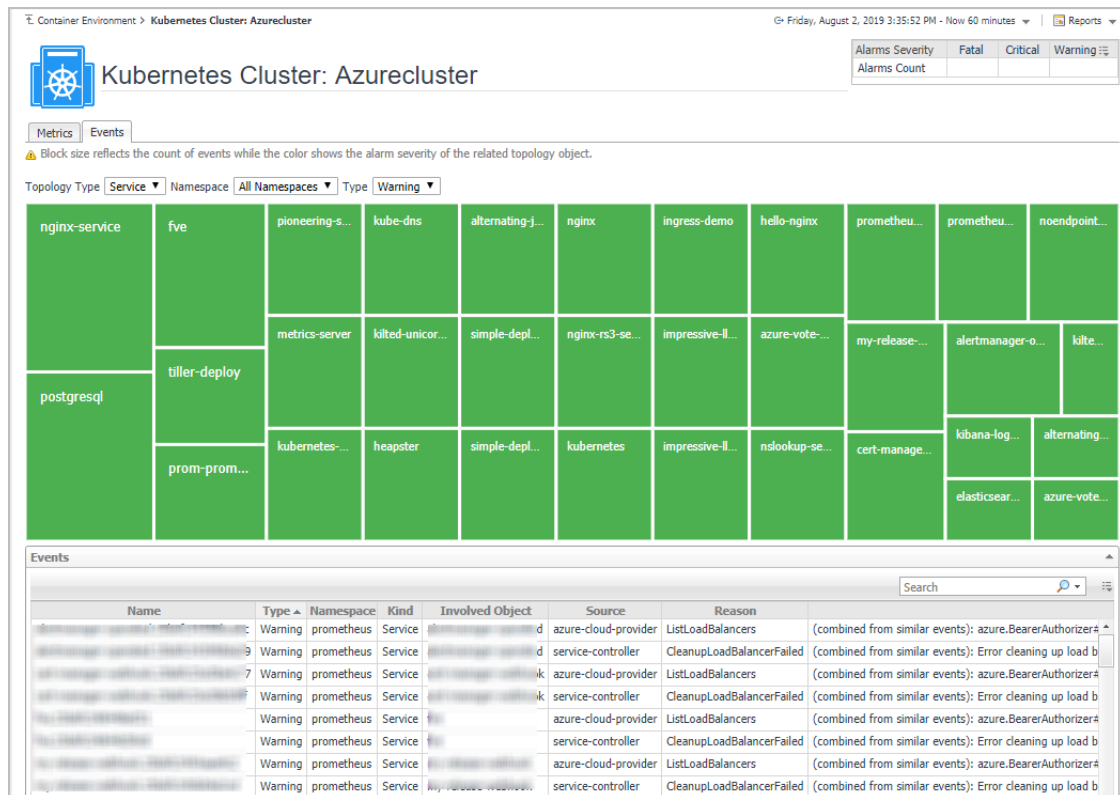 Container Environment > Kubernetes Cluster: Azurecluster
Friday, August 2, 2019 3:35:52 PM - Now 60 minutes | Reports
Kubernetes Cluster: Azurecluster
Alarms Severity Fatal Critical Warning
Alarms Count
Metrics Events
Block size reflects the count of events while the color shows the alarm severity of the related topology object.
Topology Type Service Namespace All Namespaces Type Warning
nginx-service fve pioneering-s... kube-dns alternating-j... nginx ingress-demo hello-nginx prometheu... prometheu... noendpoint...
metrics-server kilted-unicor... simple-depl... nginx-rs3-se... impressive-ll... azure-vote-... my-release-... alertmanager-o... kilte...
tiller-deploy
postgresql
kibana-log... alternating...
kubernetes-... heapster simple-depl... kubernetes impressive-ll... nslookup-se... cert-manage...
prom-prom...
elasticsear... azure-vote...
Events
Search
Name Type Namespace Kind Involved Object Source Reason
Warning prometheus Service d azure-cloud-provider ListLoadBalancers (combined from similar events): azure.BearerAuthorizer#
9 Warning prometheus Service d service-controller CleanupLoadBalancerFailed (combined from similar events): Error cleaning up load b
7 Warning prometheus Service k azure-cloud-provider ListLoadBalancers (combined from similar events): azure.BearerAuthorizer#
Warning prometheus Service k service-controller CleanupLoadBalancerFailed (combined from similar events): Error cleaning up load b
Warning prometheus Service azure-cloud-provider ListLoadBalancers (combined from similar events): azure.BearerAuthorizer#
Warning prometheus Service service-controller CleanupLoadBalancerFailed (combined from similar events): Error cleaning up load b
Warning prometheus Service azure-cloud-provider ListLoadBalancers (combined from similar events): azure.BearerAuthorizer#
Warning prometheus Service service-controller CleanupLoadBalancerFailed (combined from similar events): Error cleaning up load b